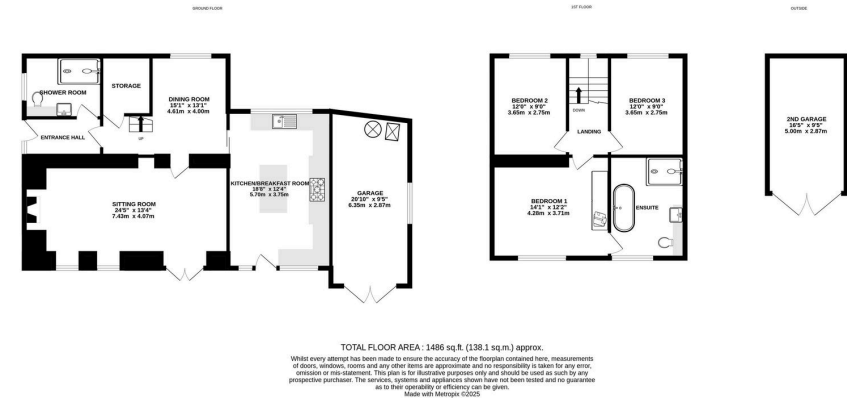 GROUND FLOOR
SHOWER ROOM
STORAGE
DINING ROOM
15'1" x 13'1"
4.61m x 4.00m
ENTRANCE HALL
UP
SITTING ROOM
24'5" x 13'4"
7.43m x 4.07m
KITCHEN/BREAKFAST ROOM
18'8" x 12'4"
5.70m x 3.75m
GARAGE
20'10" x 9'5"
6.35m x 2.87m
1ST FLOOR
BEDROOM 2
12'0" x 9'0"
3.65m x 2.75m
DOWN
LANDING
BEDROOM 3
12'0" x 9'0"
3.65m x 2.75m
BEDROOM 1
14'1" x 12'2"
4.28m x 3.71m
ENSUITE
OUTSIDE
2ND GARAGE
16'5" x 9'5"
5.00m x 2.87m
TOTAL FLOOR AREA : 1486 sq.ft. (138.1 sq.m.) approx.
Whilst every attempt has been made to ensure the accuracy of the floorplan contained here, measurements
of doors, windows, rooms and any other items are approximate and no responsibility is taken for any error,
omission or mis-statement. This plan is for illustrative purposes only and should be used as such by any
prospective purchaser. The services, systems and appliances shown have not been tested and no guarantee
as to their operability or efficiency can be given.
Made with Metropix ©2025